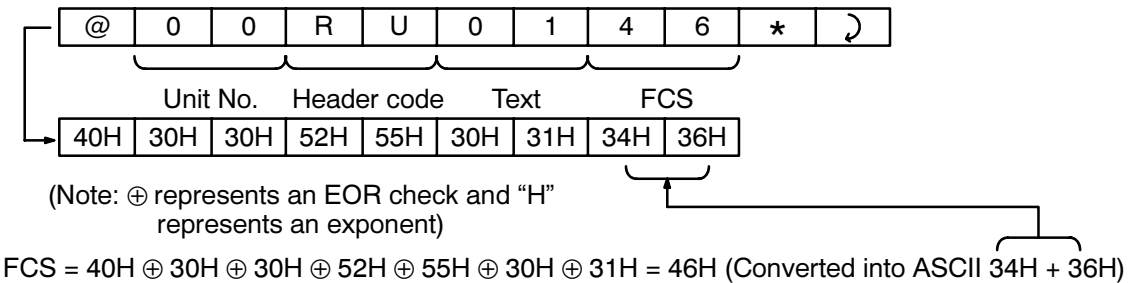 @ 0 0 R U 0 1 4 6 * ⤸
Unit No. Header code Text FCS
40H 30H 30H 52H 55H 30H 31H 34H 36H
(Note: ⊕ represents an EOR check and “H”
represents an exponent)
FCS = 40H ⊕ 30H ⊕ 30H ⊕ 52H ⊕ 55H ⊕ 30H ⊕ 31H = 46H (Converted into ASCII 34H + 36H)